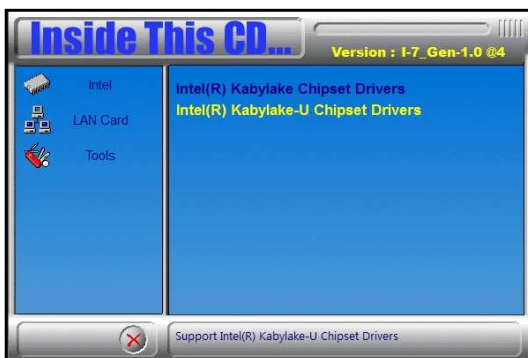 Inside This CD...
Version : I-7_Gen-1.0 @4
Intel
LAN Card
Tools
Intel(R) Kabylake Chipset Drivers
Intel(R) Kabylake-U Chipset Drivers
Support Intel(R) Kabylake-U Chipset Drivers